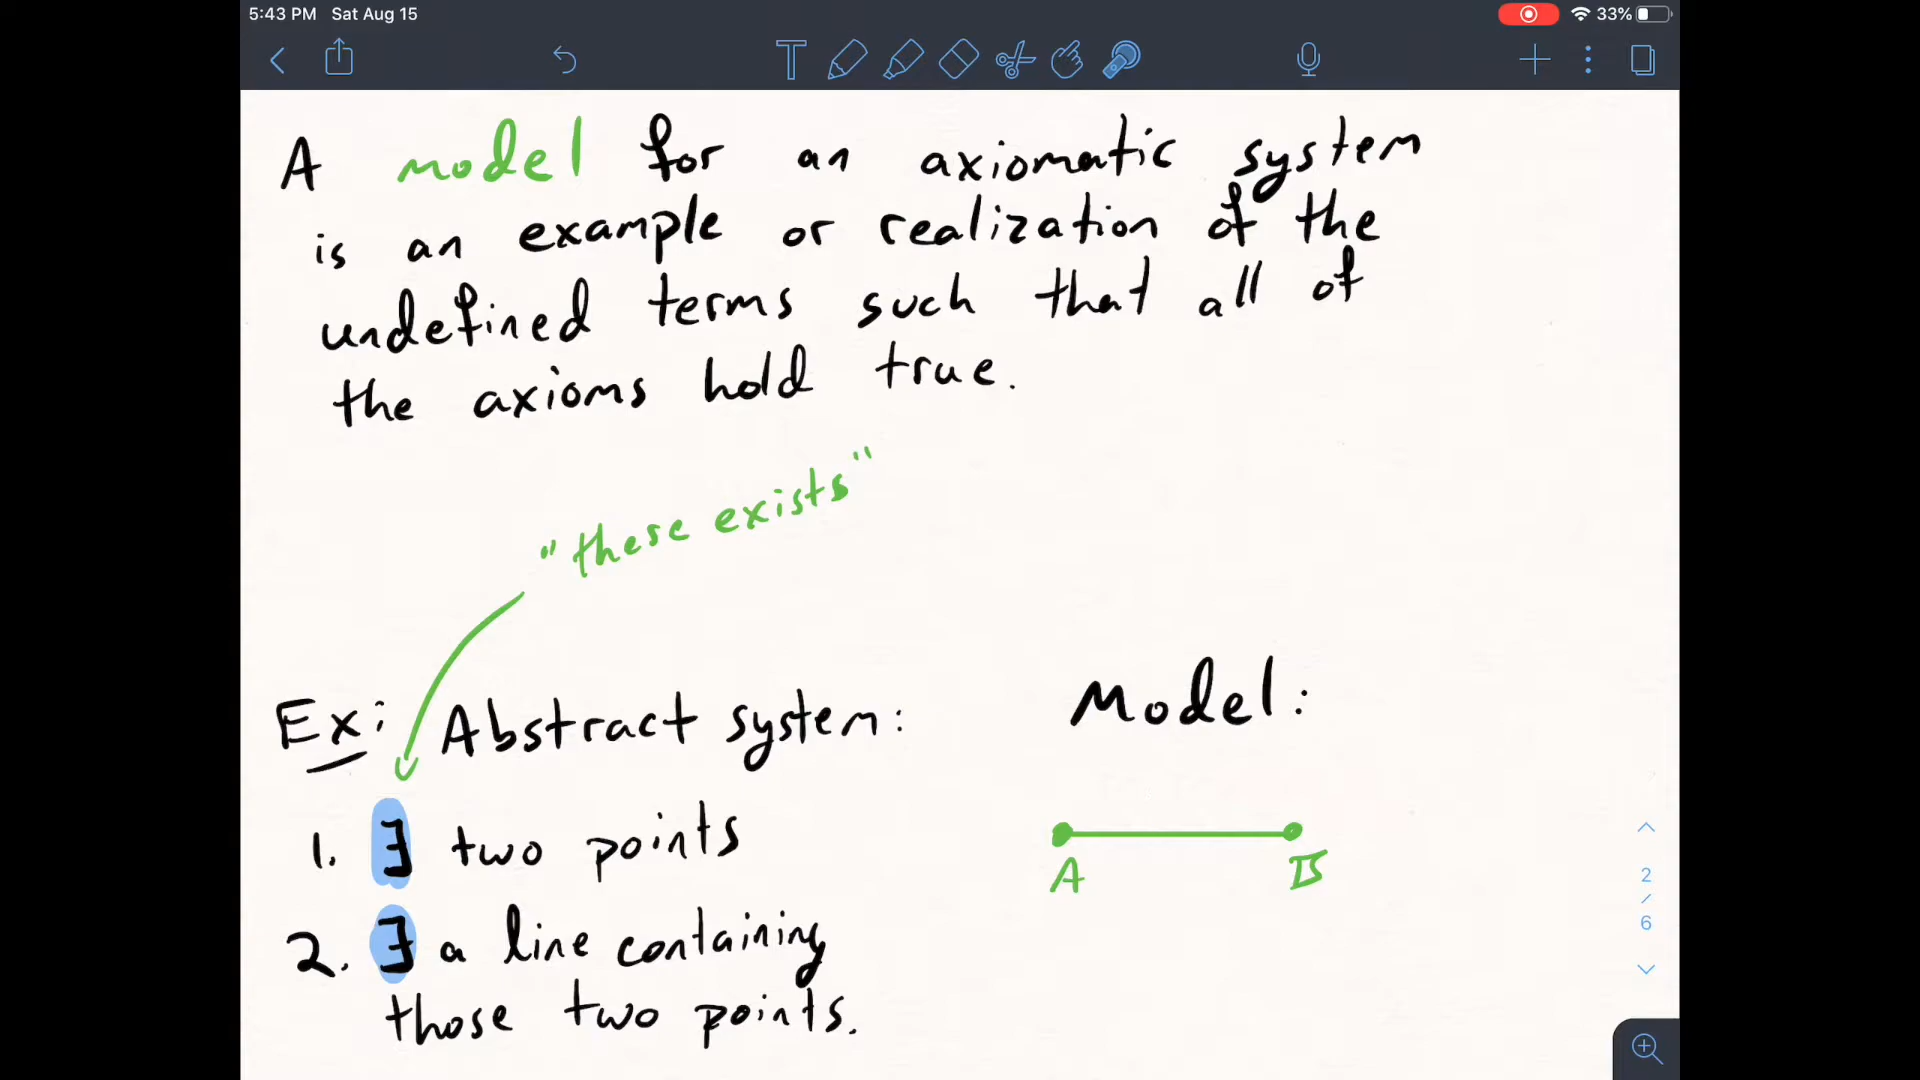 5:43 PM Sat Aug 15
33%
A model for an axiomatic system
is an example or realization of the
undefined terms such that all of
the axioms hold true.
"there exists"
Ex: Abstract system:
Model:
1. ∃ two points
A B
2. ∃ a line containing
those two points.
2
/
6